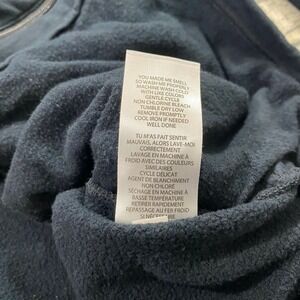 YOU MADE ME SMELL
SO WASH ME PROPERLY
MACHINE WASH COLD
WITH LIKE COLORS
GENTLE CYCLE
NON CHLORINE BLEACH
TUMBLE DRY LOW
REMOVE PROMPTLY
COOL IRON IF NEEDED
WELL DONE
TU M'AS FAIT SENTIR
MAUVAIS, ALORS LAVE-MOI
CORRECTEMENT
LAVAGE EN MACHINE À
FROID AVEC DES COULEURS
SIMILAIRES
CYCLE DELICAT
AGENT DE BLANCHIMENT
NON CHLORÉ
SÉCHAGE EN MACHINE À
BASSE TEMPÉRATURE
RETIRER RAPIDEMENT
REPASSAGE AU FER FROID
SI NÉCESSAIRE